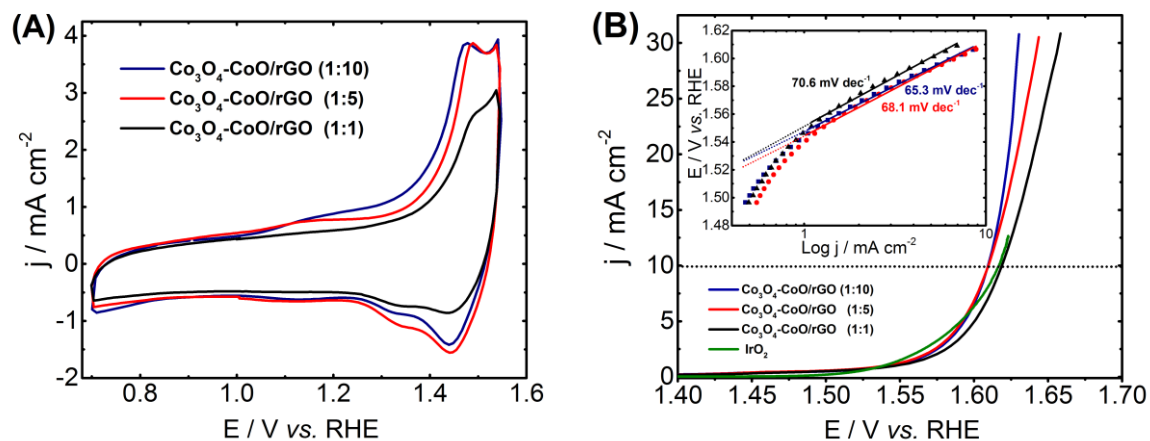 (A)
4
3
2
1
0
-1
-2
j / mA cm⁻²
Co₃O₄-CoO/rGO (1:10)
Co₃O₄-CoO/rGO (1:5)
Co₃O₄-CoO/rGO (1:1)
0.8 1.0 1.2 1.4 1.6
E / V vs. RHE
(B)
30
25
20
15
10
5
0
j / mA cm⁻²
1.62
1.60
1.58
1.56
1.54
1.52
1.50
1.48
E / V vs. RHE
70.6 mV dec⁻¹
65.3 mV dec⁻¹
68.1 mV dec⁻¹
1 10
Log j / mA cm⁻²
Co₃O₄-CoO/rGO (1:10)
Co₃O₄-CoO/rGO (1:5)
Co₃O₄-CoO/rGO (1:1)
IrO₂
1.40 1.45 1.50 1.55 1.60 1.65 1.70
E / V vs. RHE